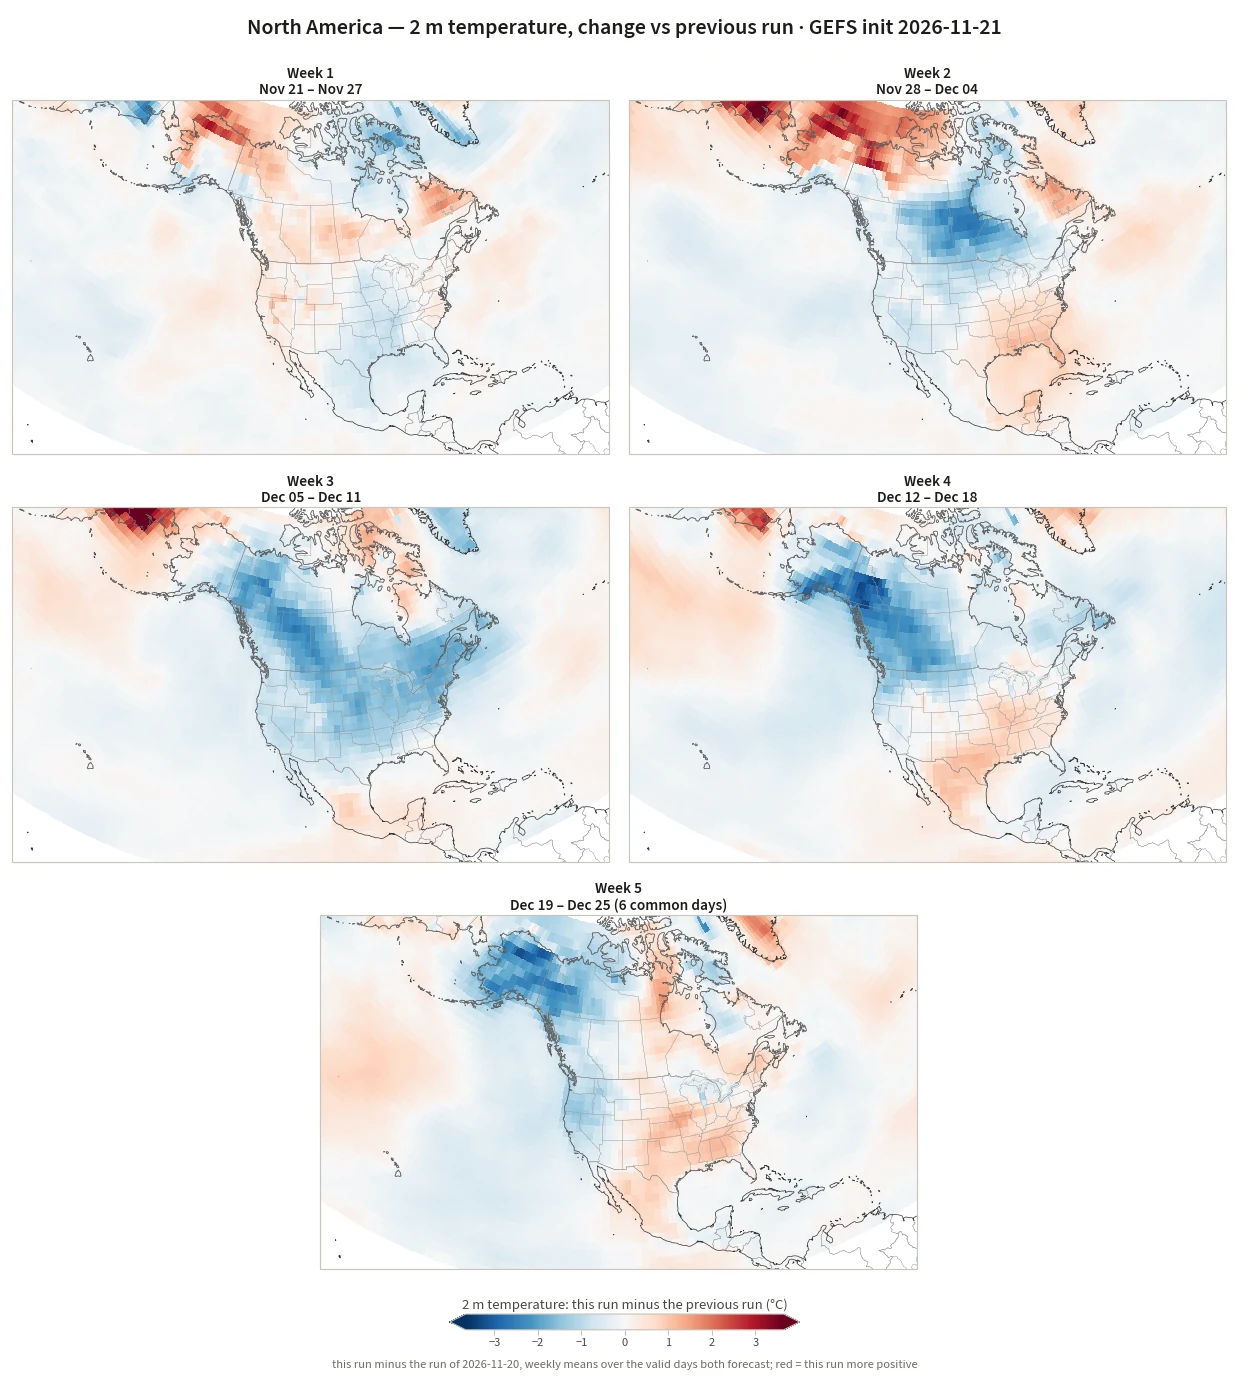 North America — 2 m temperature, change vs previous run · GEFS init 2026-11-21
Week 1
Nov 21 – Nov 27
Week 2
Nov 28 – Dec 04
Week 3
Dec 05 – Dec 11
Week 4
Dec 12 – Dec 18
Week 5
Dec 19 – Dec 25 (6 common days)
2 m temperature: this run minus the previous run (°C)
−3 −2 −1 0 1 2 3
this run minus the run of 2026-11-20, weekly means over the valid days both forecast; red = this run more positive